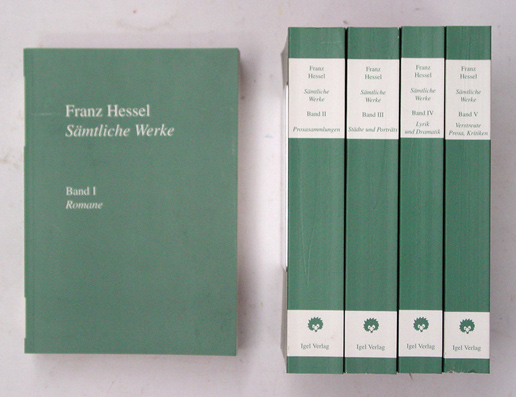 Franz Hessel
Sämtliche Werke
Band I
Romane
Franz
Hessel
Sämtliche
Werke
Band II
Prosasammlungen
Igel Verlag
Franz
Hessel
Sämtliche
Werke
Band III
Städte und Porträts
Igel Verlag
Franz
Hessel
Sämtliche
Werke
Band IV
Lyrik
und Dramatik
Igel Verlag
Franz
Hessel
Sämtliche
Werke
Band V
Verstreute
Prosa, Kritiken
Igel Verlag